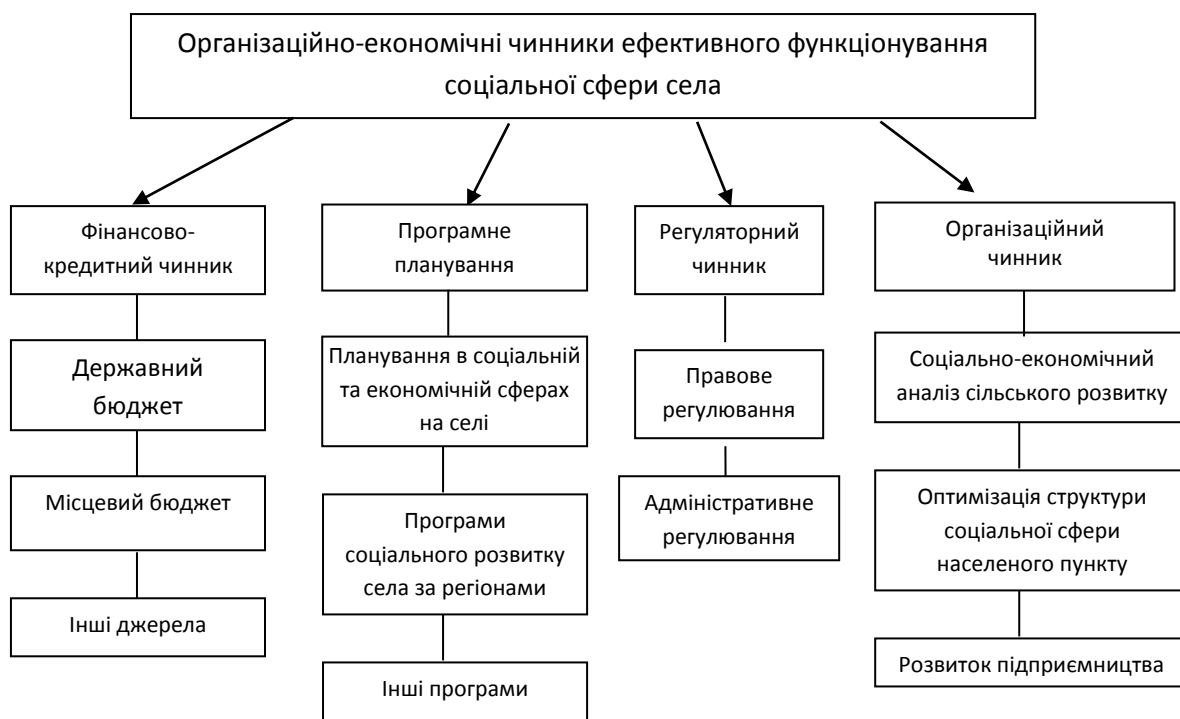 Організаційно-економічні чинники ефективного функціонування
соціальної сфери села
Фінансово-
кредитний чинник
Державний
бюджет
Місцевий бюджет
Інші джерела
Програмне
планування
Планування в соціальній
та економічній сферах
на селі
Програми
соціального розвитку
села за регіонами
Інші програми
Регуляторний
чинник
Правове
регулювання
Адміністративне
регулювання
Організаційний
чинник
Соціально-економічний
аналіз сільського розвитку
Оптимізація структури
соціальної сфери
населеного пункту
Розвиток підприємництва